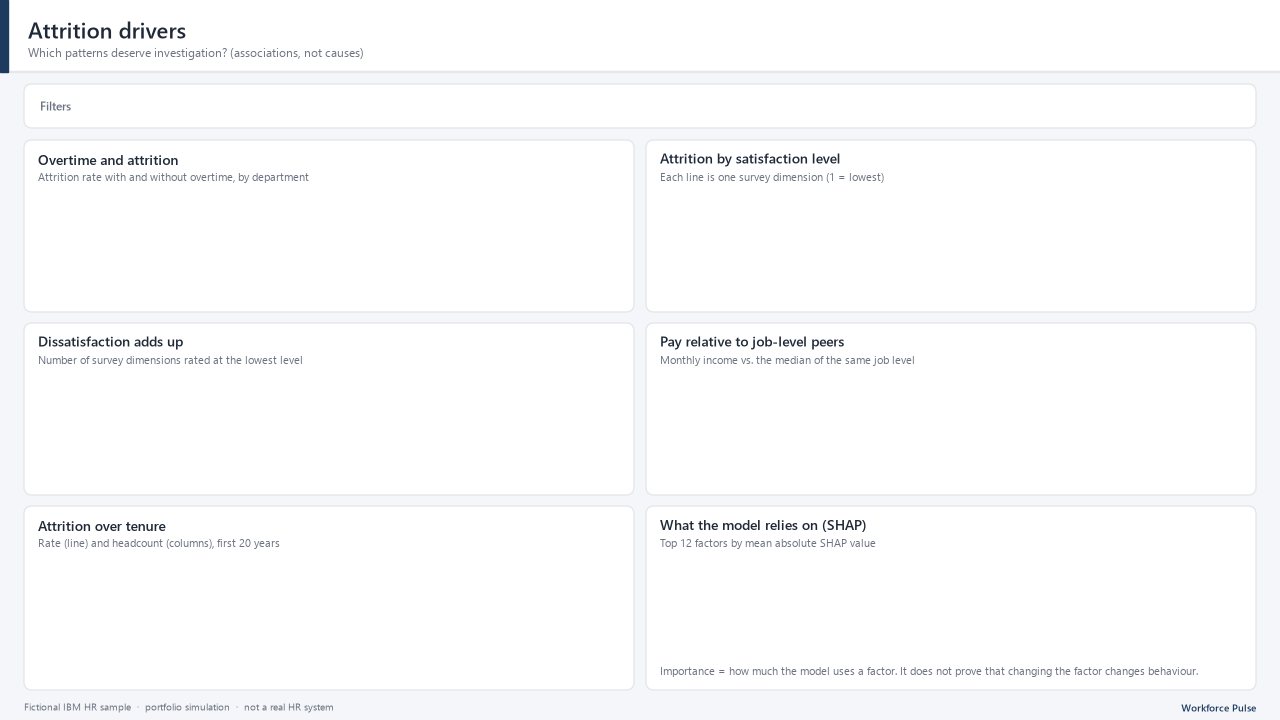 Attrition drivers
Which patterns deserve investigation? (associations, not causes)
Filters
Overtime and attrition
Attrition rate with and without overtime, by department
Attrition by satisfaction level
Each line is one survey dimension (1 = lowest)
Dissatisfaction adds up
Number of survey dimensions rated at the lowest level
Pay relative to job-level peers
Monthly income vs. the median of the same job level
Attrition over tenure
Rate (line) and headcount (columns), first 20 years
What the model relies on (SHAP)
Top 12 factors by mean absolute SHAP value
Importance = how much the model uses a factor. It does not prove that changing the factor changes behaviour.
Fictional IBM HR sample · portfolio simulation · not a real HR system
Workforce Pulse